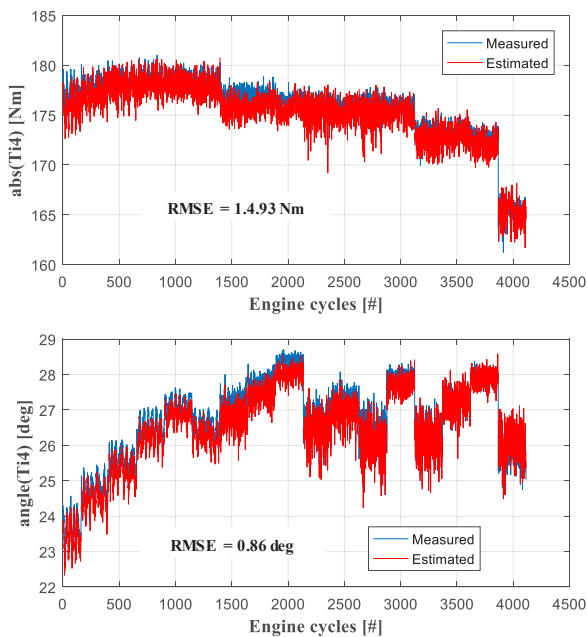 185
180
175
170
165
160
abs(Ti4) [Nm]
Measured
Estimated
RMSE = 1.4.93 Nm
0 500 1000 1500 2000 2500 3000 3500 4000 4500
Engine cycles [#]
29
28
27
26
25
24
23
22
angle(Ti4) [deg]
RMSE = 0.86 deg
Measured
Estimated
0 500 1000 1500 2000 2500 3000 3500 4000 4500
Engine cycles [#]